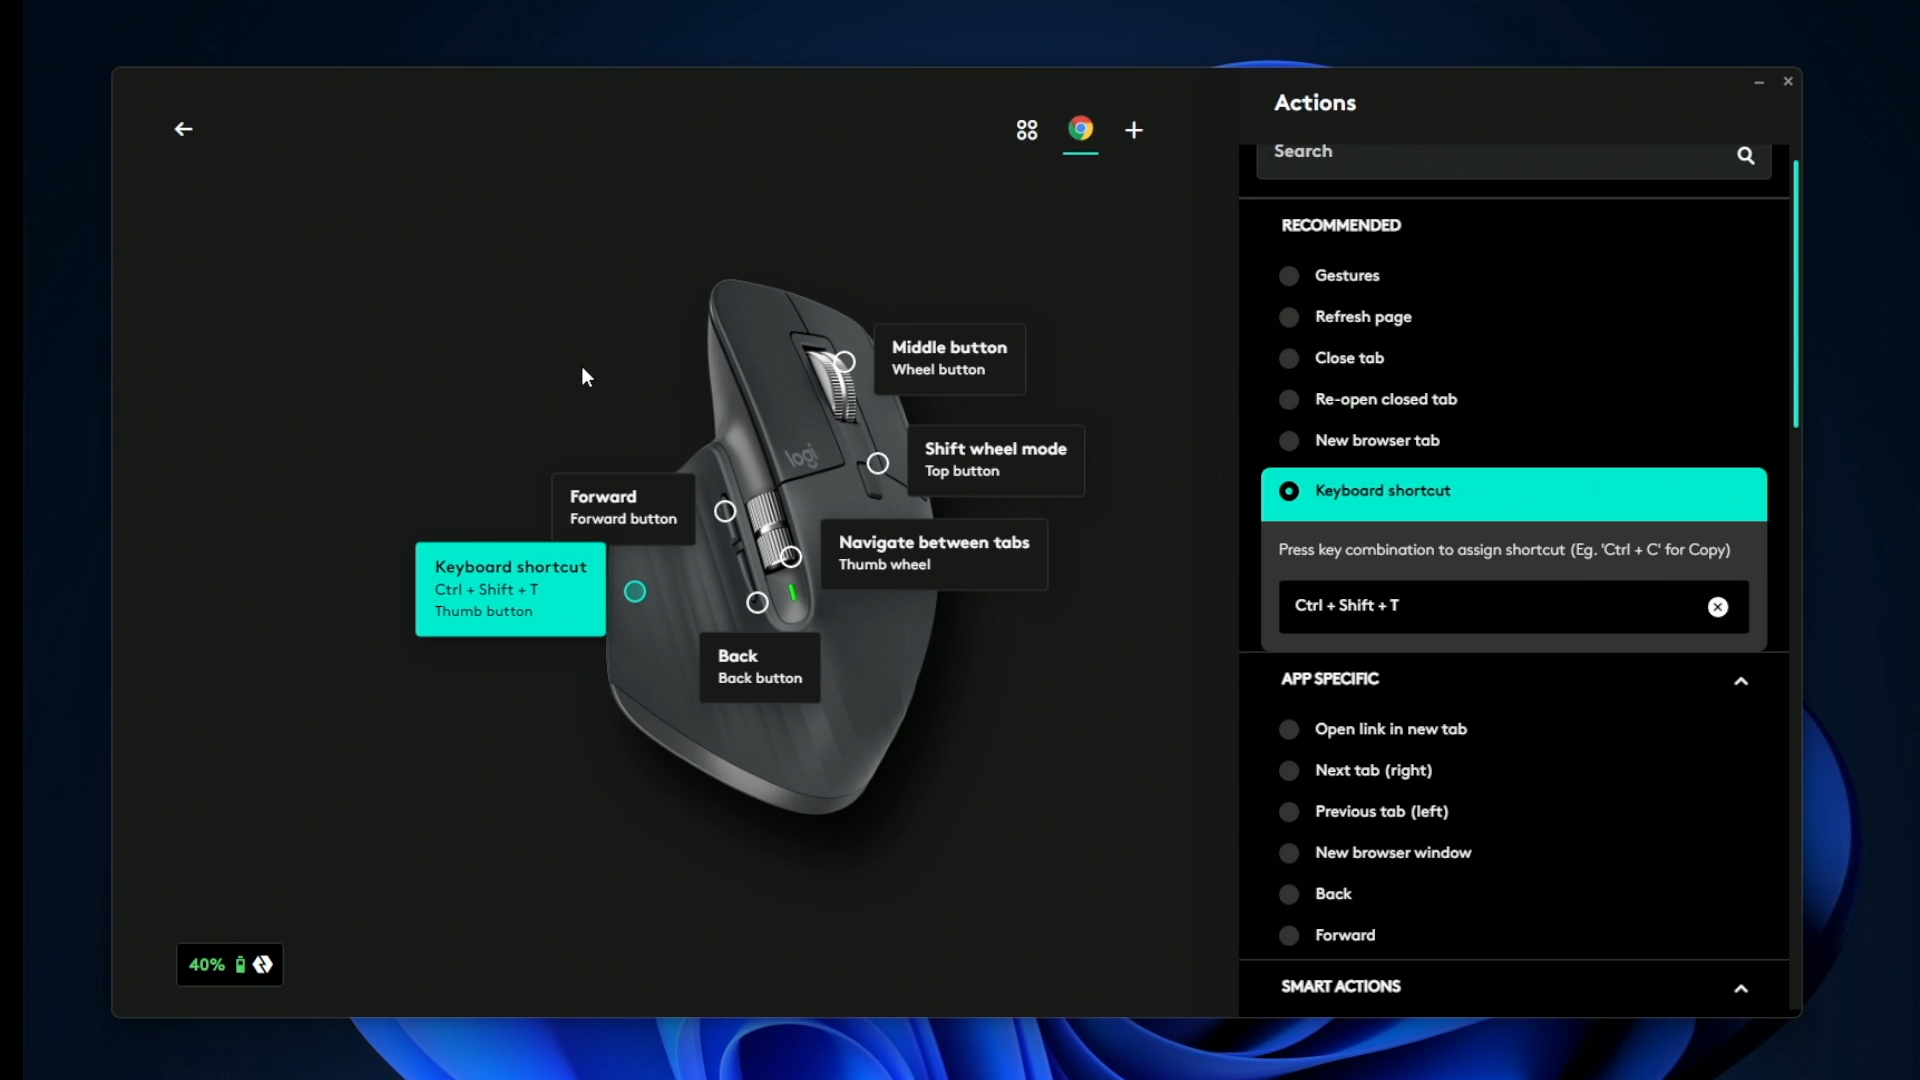 Actions
Search
RECOMMENDED
Gestures
Refresh page
Close tab
Re-open closed tab
New browser tab
Keyboard shortcut
Press key combination to assign shortcut (Eg. 'Ctrl + C' for Copy)
Ctrl + Shift + T
APP SPECIFIC
Open link in new tab
Next tab (right)
Previous tab (left)
New browser window
Back
Forward
SMART ACTIONS
Middle button
Wheel button
logi
Shift wheel mode
Top button
Forward
Forward button
Navigate between tabs
Thumb wheel
Keyboard shortcut
Ctrl + Shift + T
Thumb button
Back
Back button
40%